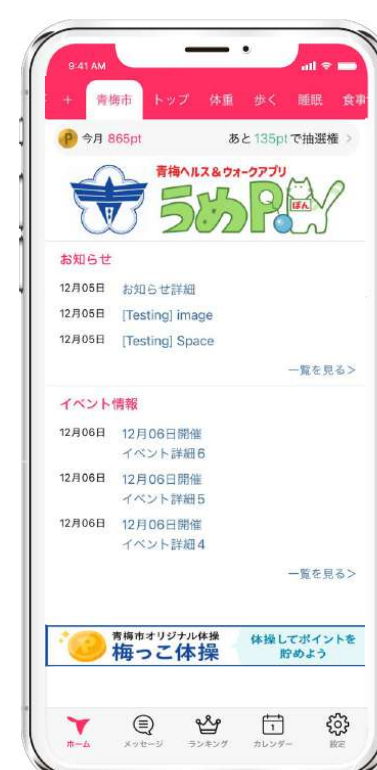 9:41 AM
+ 青梅市 トップ 体重 歩く 睡眠 食事
P 今月 865pt あと 135pt で抽選権 >
青梅ヘルス&ウォークアプリ
うめP ぽん
お知らせ
12月05日 お知らせ詳細
12月05日 [Testing] image
12月05日 [Testing] Space
一覧を見る>
イベント情報
12月06日 12月06日開催
イベント詳細6
12月06日 12月06日開催
イベント詳細5
12月06日 12月06日開催
イベント詳細4
一覧を見る>
青梅市オリジナル体操
梅っこ体操
体操してポイントを
貯めよう
ホーム メッセージ ランキング カレンダー 設定